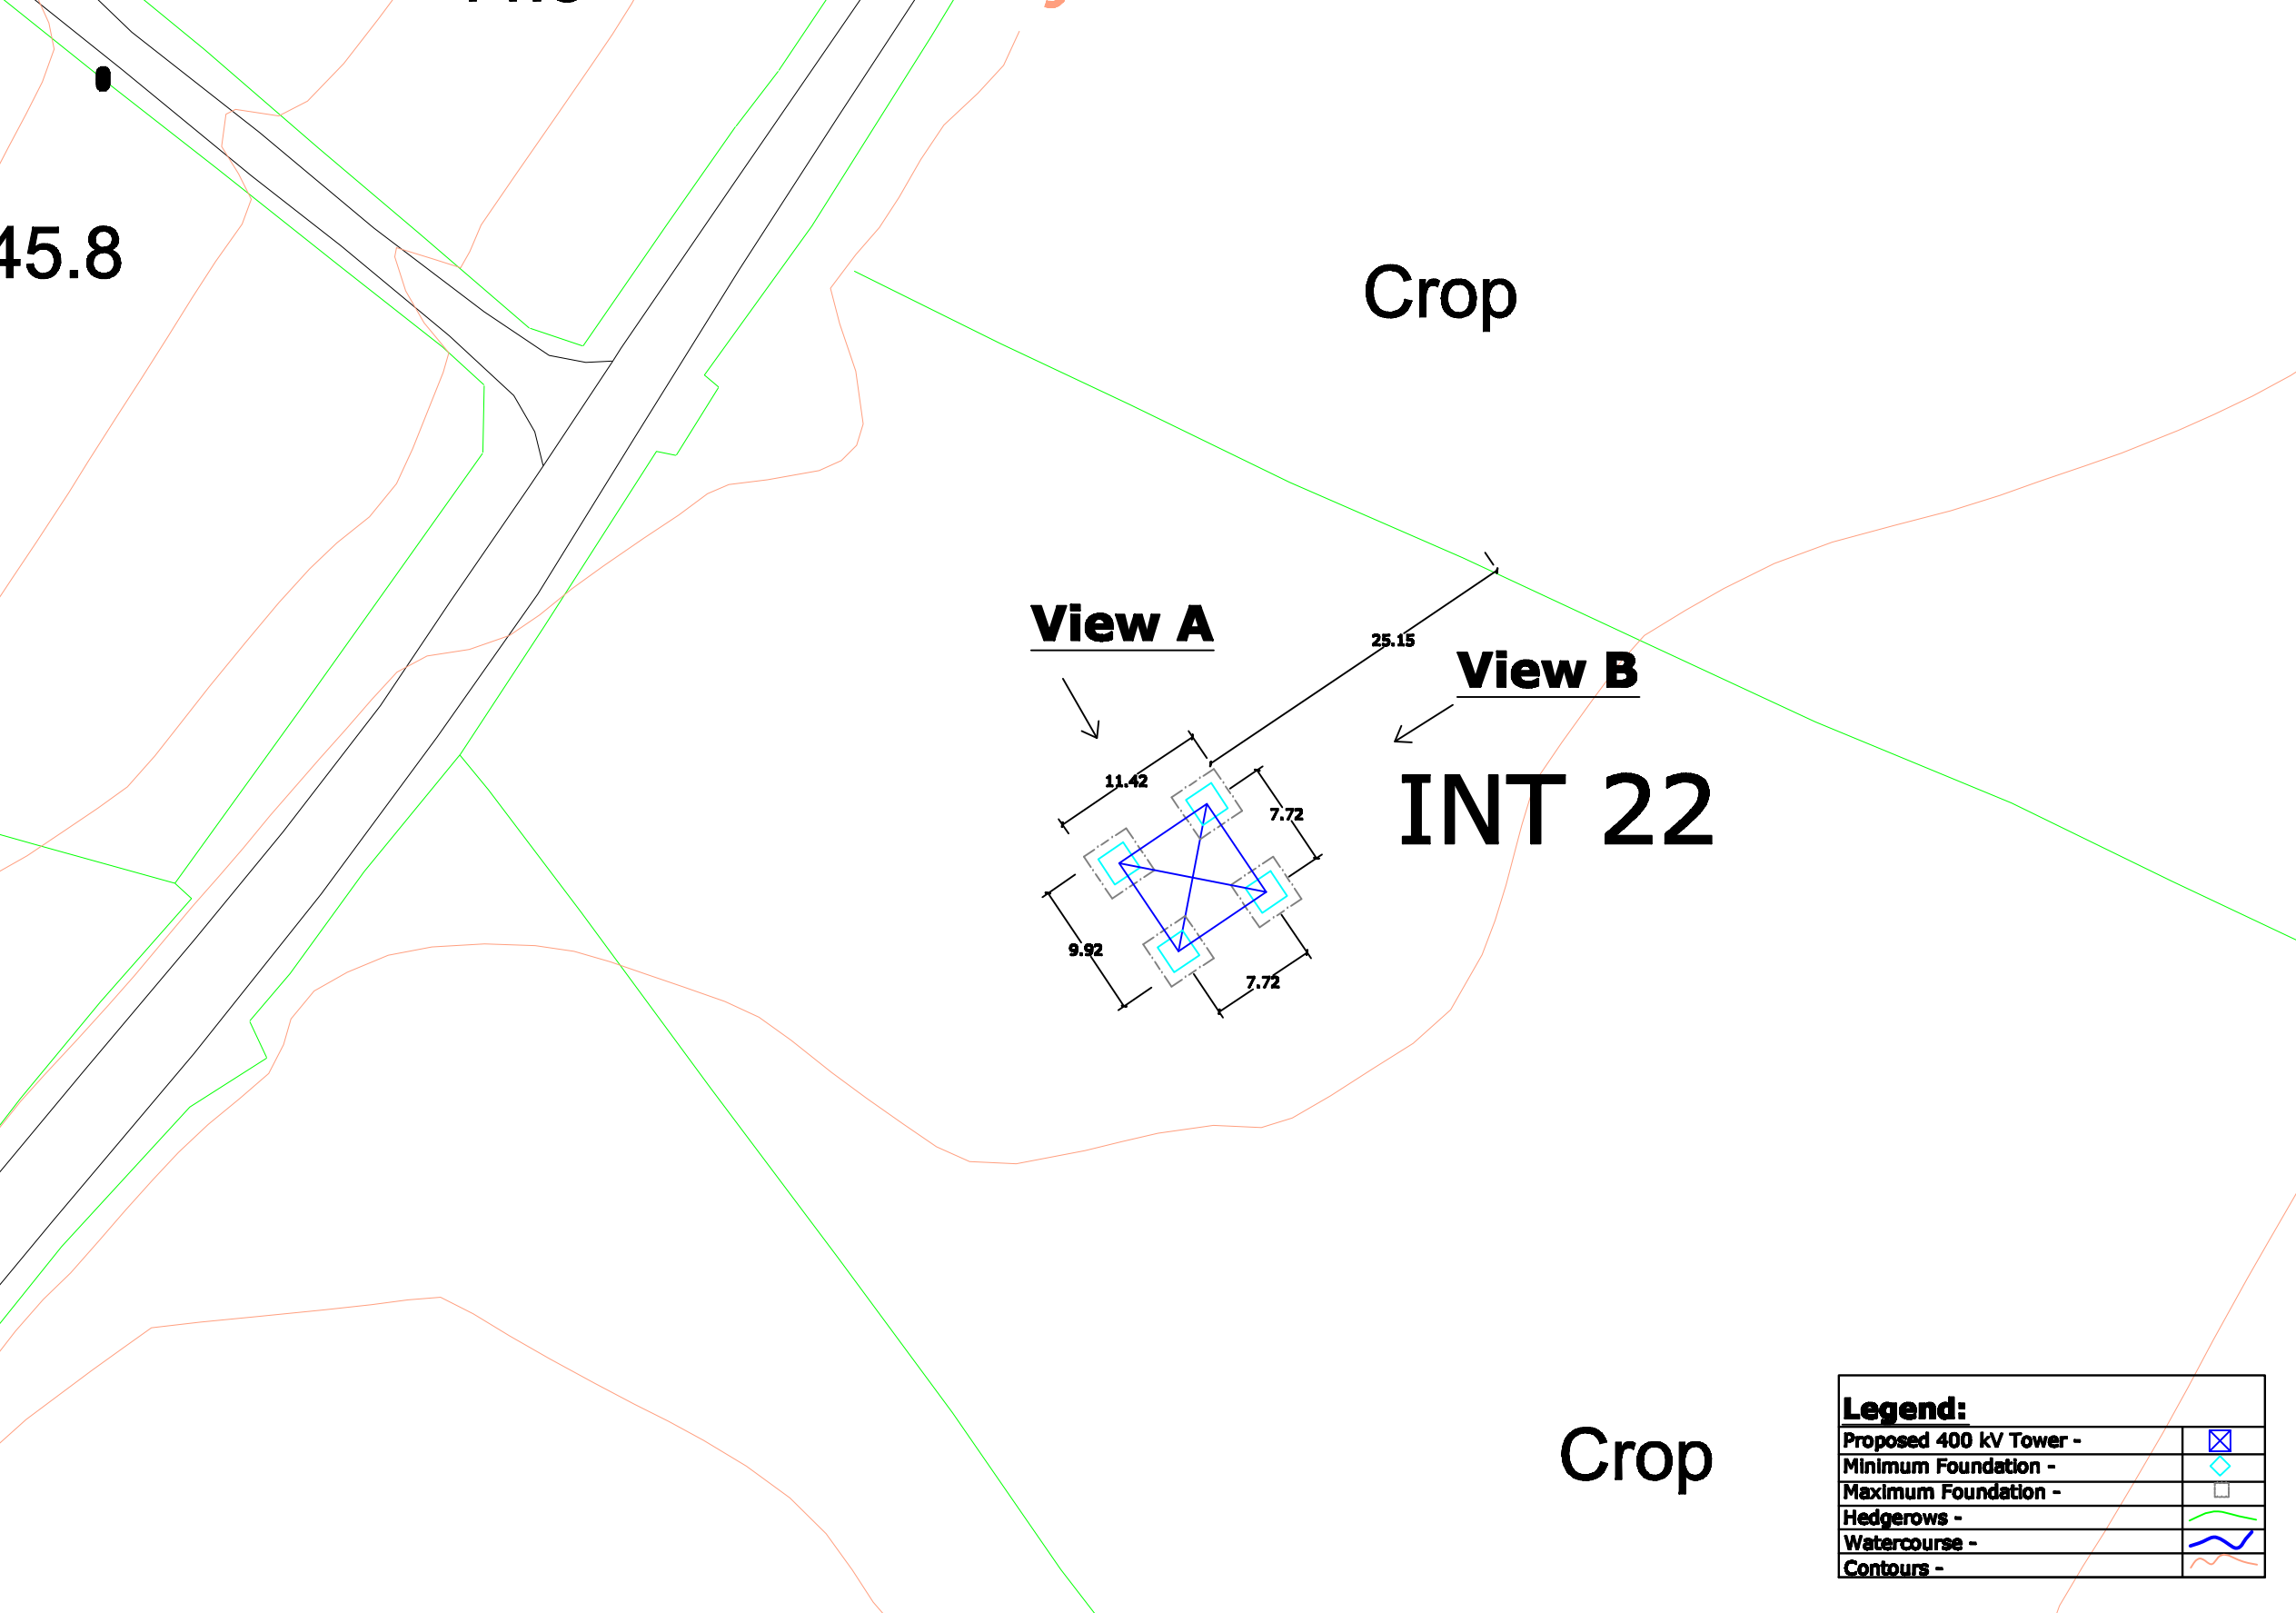 45.8
Crop
View A
25.15
View B
11.42
INT 22
7.72
9.92
7.72
Crop
Legend:
Proposed 400 kV Tower -
Minimum Foundation -
Maximum Foundation -
Hedgerows -
Watercourse -
Contours -